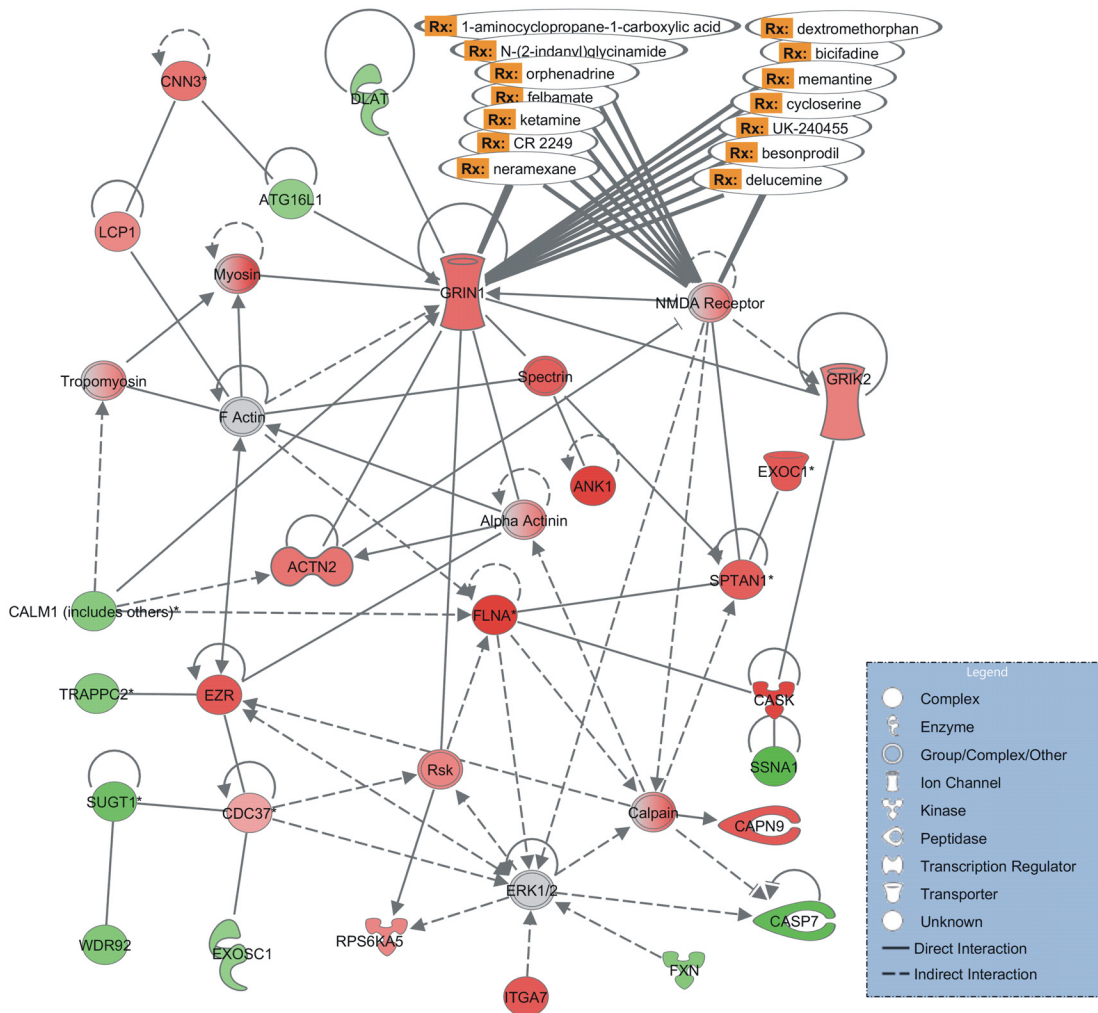 Rx: 1-aminocyclopropane-1-carboxylic acid
Rx: N-(2-indanyl)glycinamide
Rx: orphenadrine
Rx: felbamate
Rx: ketamine
Rx: CR 2249
Rx: neramexane
Rx: dextromethorphan
Rx: bicifadine
Rx: memantine
Rx: cycloserine
Rx: UK-240455
Rx: besonprodil
Rx: delucemine
CNN3*
DLAT
ATG16L1
LCP1
Myosin
GRIN1
NMDA Receptor
Tropomyosin
Spectrin
GRIK2
F Actin
EXOC1*
ANK1
Alpha Actinin
ACTN2
SPTAN1*
CALM1 (includes others)*
FLNA*
TRAPPC2*
EZR
CASK
Rsk
SSNA1
SUGT1*
CDC37*
Calpain
CAPN9
ERK1/2
CASP7
WDR92
EXOSC1
RPS6KA5
FXN
ITGA7
Legend
Complex
Enzyme
Group/Complex/Other
Ion Channel
Kinase
Peptidase
Transcription Regulator
Transporter
Unknown
Direct Interaction
Indirect Interaction